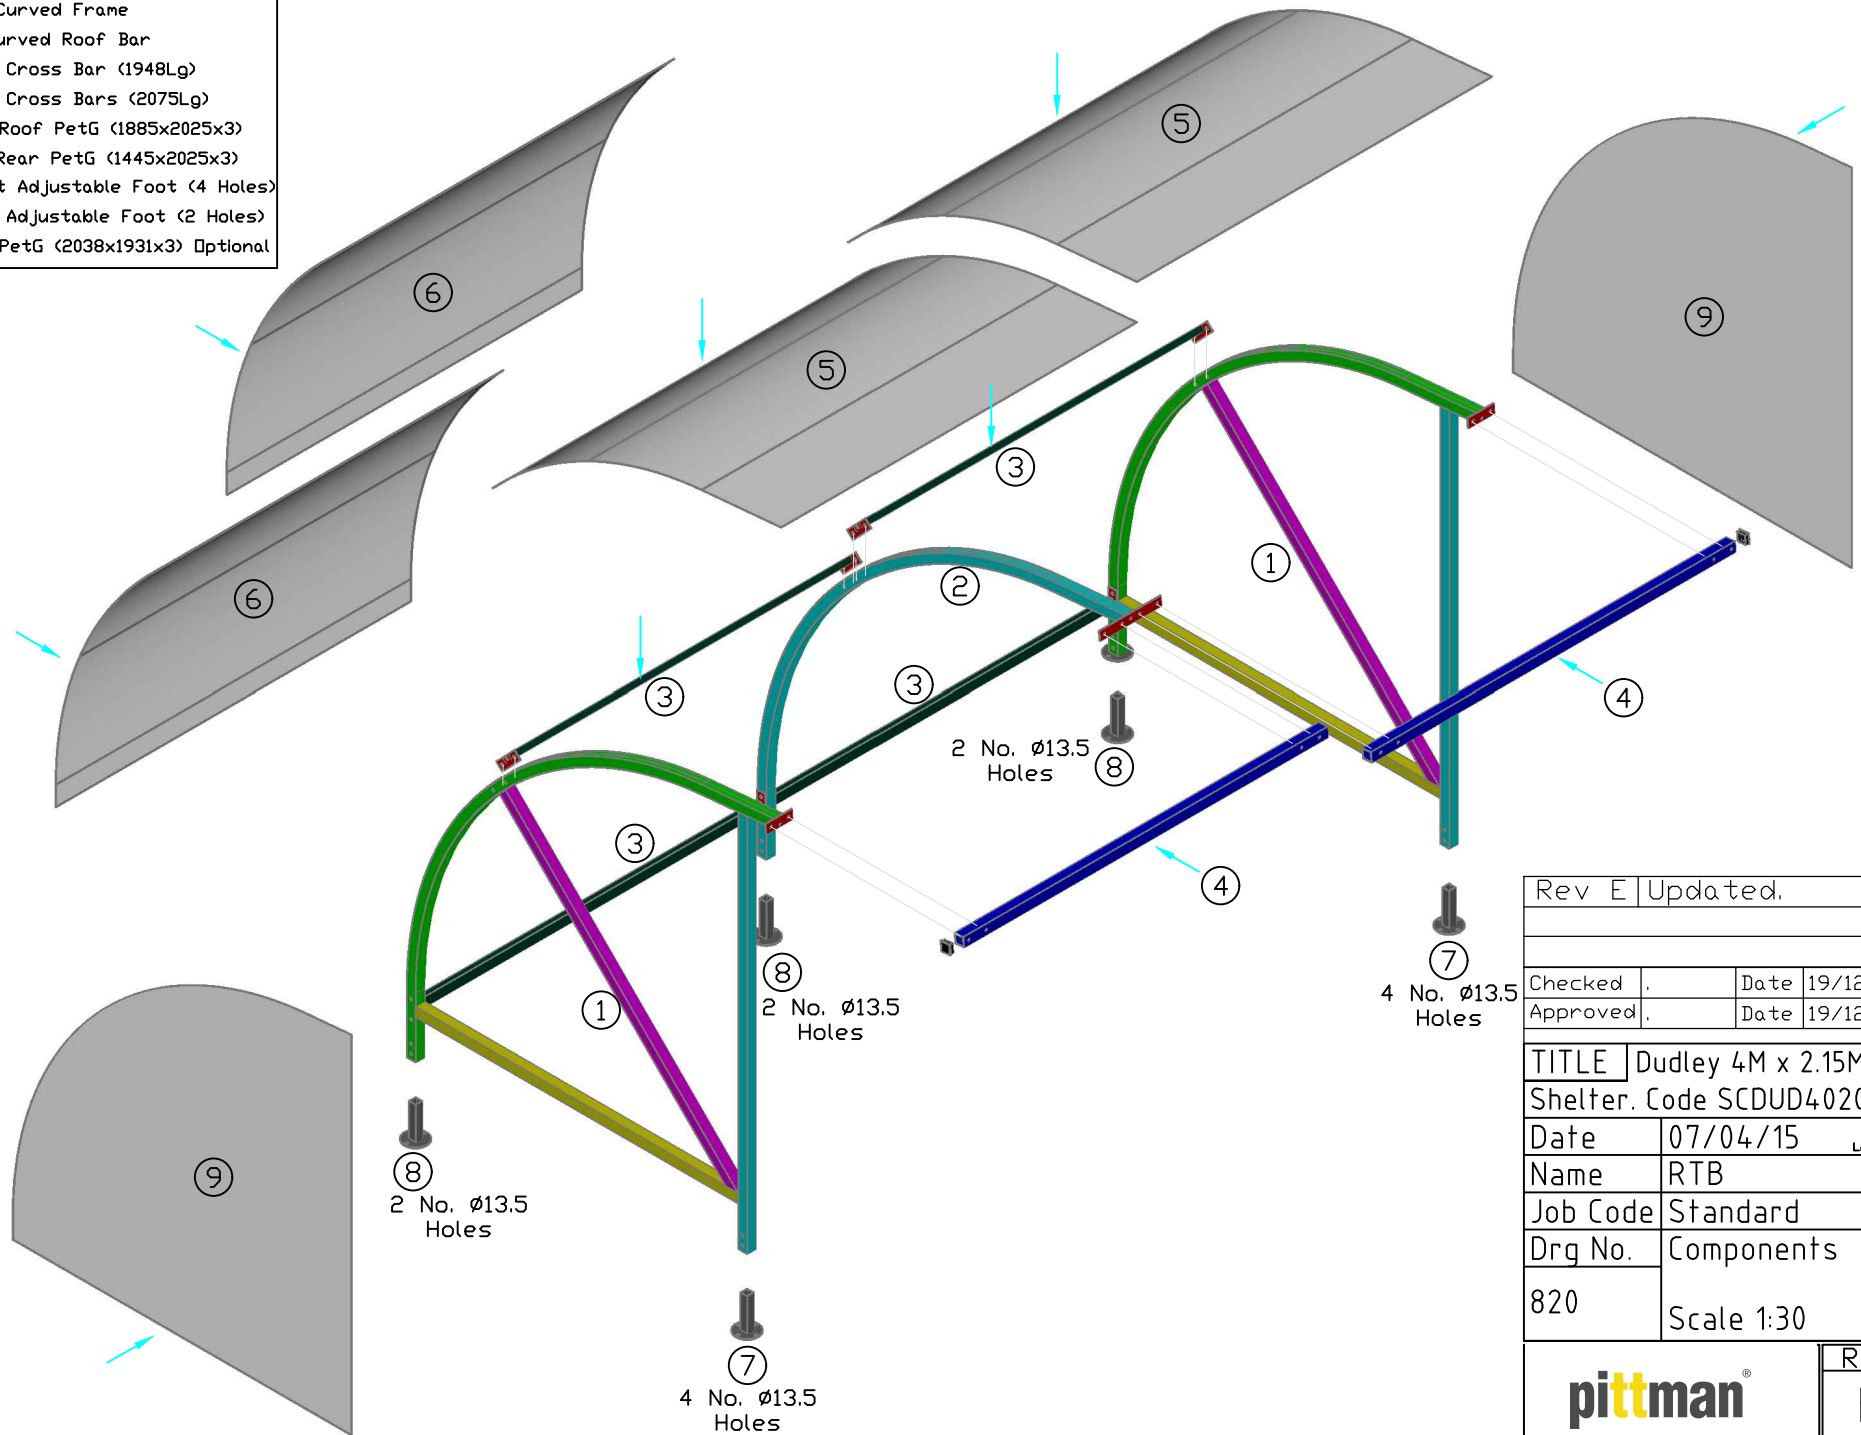 Curved Frame
urved Roof Bar
Cross Bar (1948Lg)
Cross Bars (2075Lg)
Roof PetG (1885x2025x3)
Rear PetG (1445x2025x3)
t Adjustable Foot (4 Holes)
Adjustable Foot (2 Holes)
PetG (2038x1931x3) Optional
5
9
6
5
3
1
2
6
3
3
4
2 No. Ø13.5
Holes
8
3
4
7
4 No. Ø13.5
Holes
8
2 No. Ø13.5
Holes
1
9
8
2 No. Ø13.5
Holes
7
4 No. Ø13.5
Holes
Rev E Updated.
Checked . Date 19/12
Approved . Date 19/12
TITLE Dudley 4M x 2.15M
Shelter. Code SCDUD402
Date 07/04/15
Name RTB
Job Code Standard
Drg No. Components
820
Scale 1:30
pittman®
R